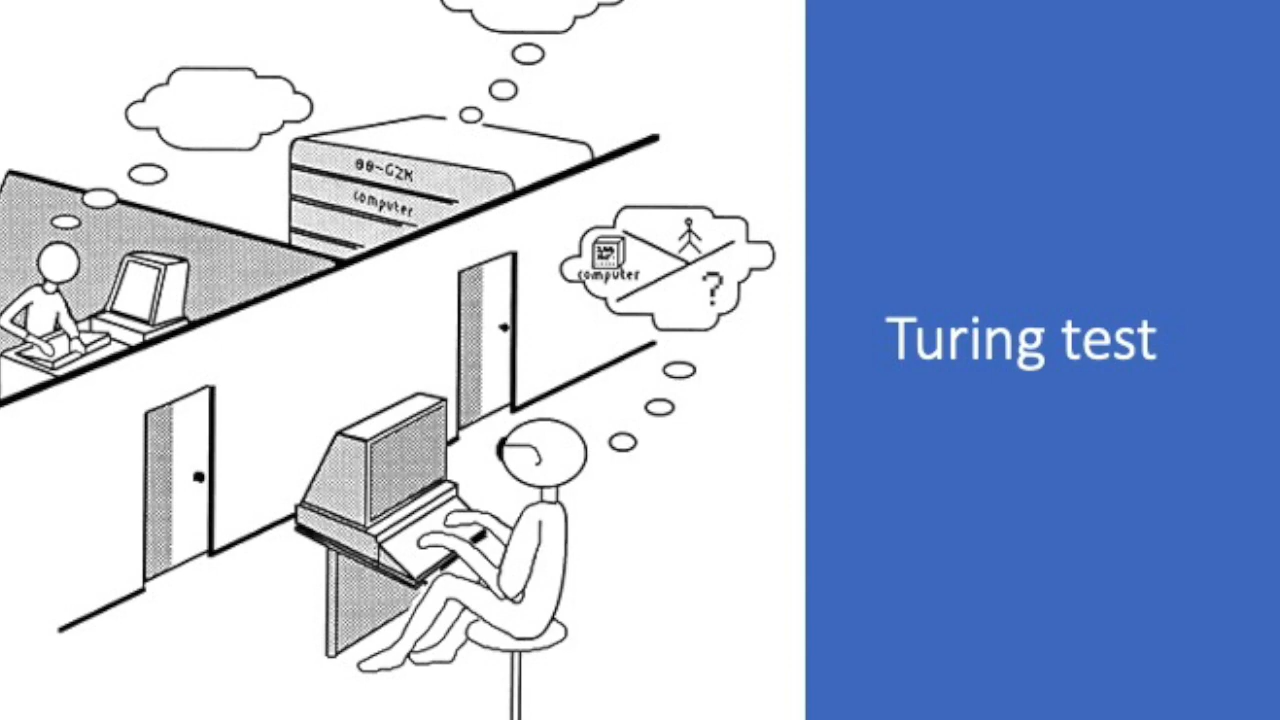 computer
computer
?
Turing test